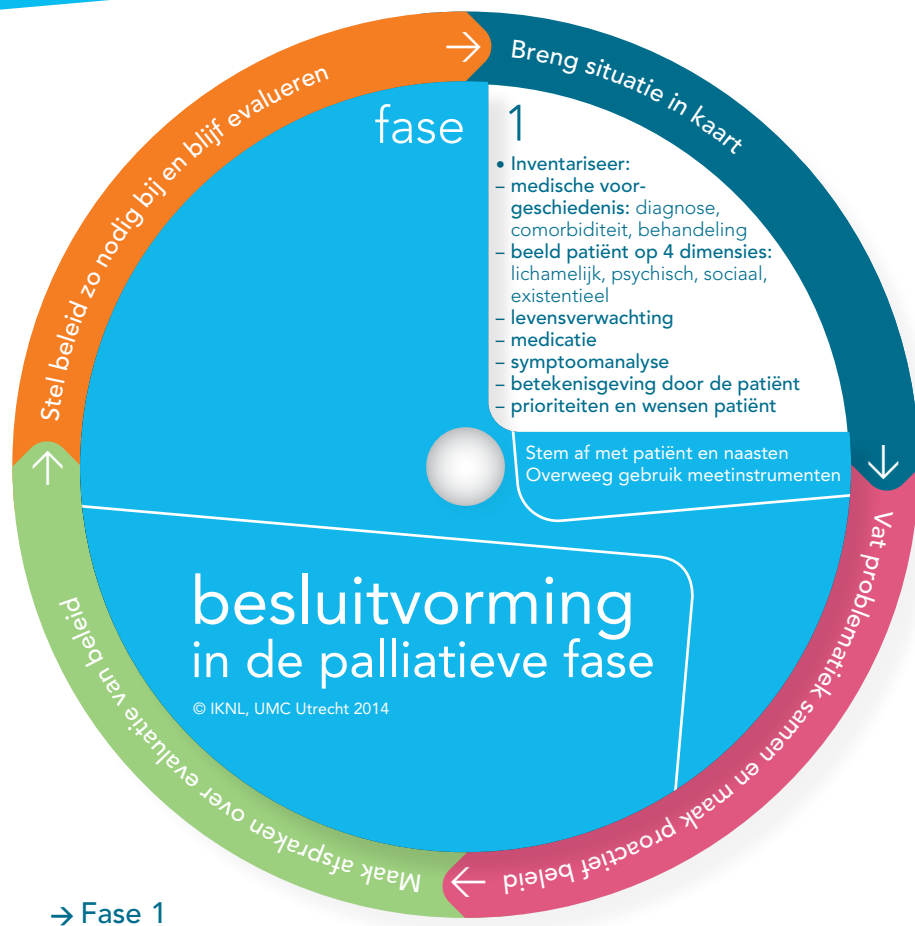 Breng situatie in kaart
Vat problematiek samen en maak proactief beleid
Maak afspraken over evaluatie van beleid
Stel beleid zo nodig bij en blijf evalueren
fase 1
• Inventariseer:
– medische voor-
geschiedenis: diagnose,
comorbiditeit, behandeling
– beeld patiënt op 4 dimensies:
lichamelijk, psychisch, sociaal,
existentieel
– levensverwachting
– medicatie
– symptoomanalyse
– betekenisgeving door de patiënt
– prioriteiten en wensen patiënt
Stem af met patiënt en naasten
Overweeg gebruik meetinstrumenten
besluitvorming
in de palliatieve fase
© IKNL, UMC Utrecht 2014
→ Fase 1